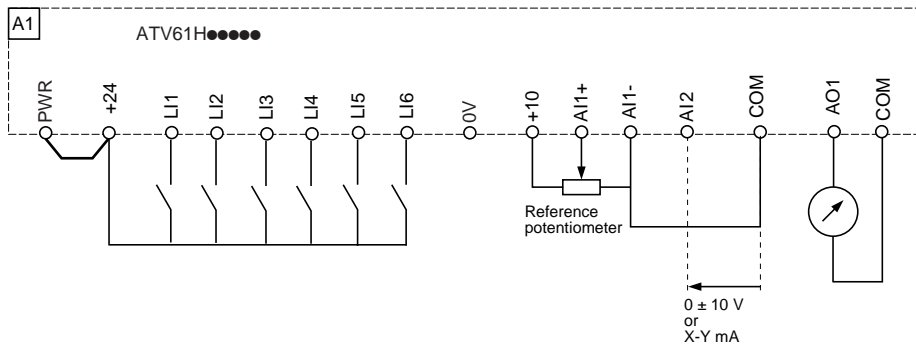 A1
ATV61H●●●●●
PWR
+24
LI1
LI2
LI3
LI4
LI5
LI6
0V
+10
AI1+
AI1-
AI2
COM
AO1
COM
Reference
potentiometer
0 ± 10 V
or
X-Y mA